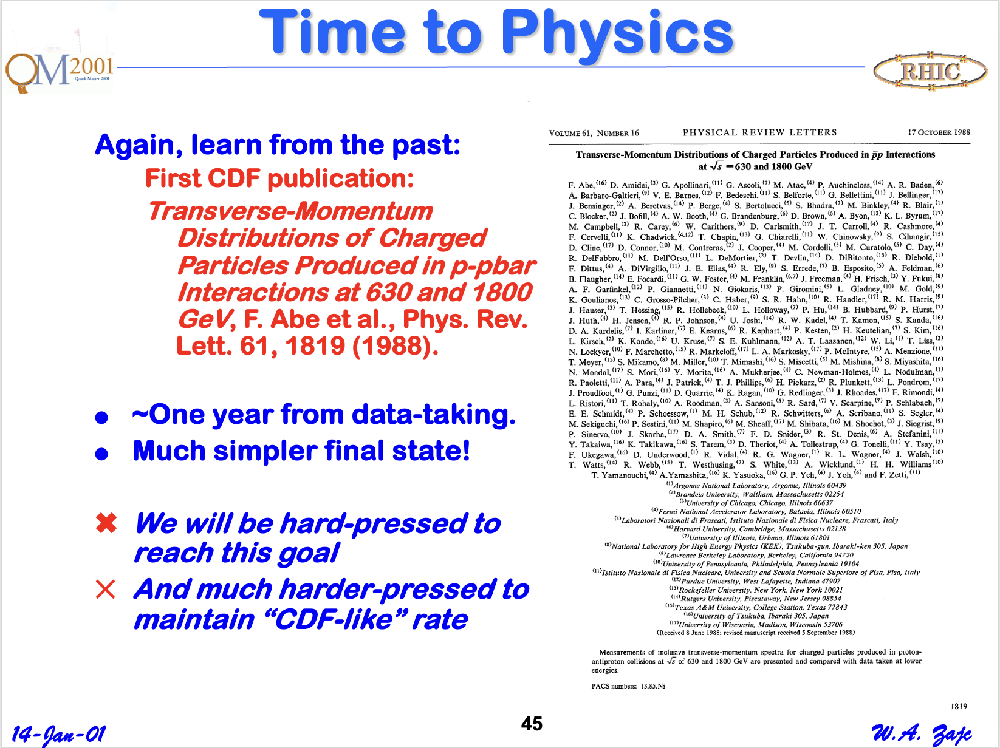 Time to Physics
QM 2001
Quark Matter 2001
RHIC
Again, learn from the past:
First CDF publication:
Transverse-Momentum
Distributions of Charged
Particles Produced in p-pbar
Interactions at 630 and 1800
GeV, F. Abe et al., Phys. Rev.
Lett. 61, 1819 (1988).
● ~One year from data-taking.
● Much simpler final state!
✖ We will be hard-pressed to
reach this goal
✕ And much harder-pressed to
maintain “CDF-like” rate
VOLUME 61, NUMBER 16 PHYSICAL REVIEW LETTERS 17 OCTOBER 1988
Transverse-Momentum Distributions of Charged Particles Produced in p̄p Interactions
at √s = 630 and 1800 GeV
F. Abe,(16) D. Amidei,(3) G. Apollinari,(11) G. Ascoli,(7) M. Atac,(4) P. Auchincloss,(14) A. R. Baden,(6)
A. Barbaro-Galtieri,(9) V. E. Barnes,(12) F. Bedeschi,(11) S. Belforte,(11) G. Bellettini,(11) J. Bellinger,(17)
J. Bensinger,(2) A. Beretvas,(14) P. Berge,(4) S. Bertolucci,(5) S. Bhadra,(7) M. Binkley,(4) R. Blair,(1)
C. Blocker,(2) J. Bofill,(4) A. W. Booth,(4) G. Brandenburg,(6) D. Brown,(6) A. Byon,(12) K. L. Byrum,(17)
M. Campbell,(3) R. Carey,(6) W. Carithers,(9) D. Carlsmith,(17) J. T. Carroll,(4) R. Cashmore,(4)
F. Cervelli,(11) K. Chadwick,(4,12) T. Chapin,(13) G. Chiarelli,(11) W. Chinowsky,(9) S. Cihangir,(15)
D. Cline,(17) D. Connor,(10) M. Contreras,(2) J. Cooper,(4) M. Cordelli,(5) M. Curatolo,(5) C. Day,(4)
R. DelFabbro,(11) M. Dell'Orso,(11) L. DeMortier,(2) T. Devlin,(14) D. DiBitonto,(15) R. Diebold,(1)
F. Dittus,(4) A. DiVirgilio,(11) J. E. Elias,(4) R. Ely,(9) S. Errede,(7) B. Esposito,(5) A. Feldman,(6)
B. Flaugher,(14) E. Focardi,(11) G. W. Foster,(4) M. Franklin,(6,7) J. Freeman,(4) H. Frisch,(3) Y. Fukui,(8)
A. F. Garfinkel,(12) P. Giannetti,(11) N. Giokaris,(13) P. Giromini,(5) L. Gladney,(10) M. Gold,(9)
K. Goulianos,(13) C. Grosso-Pilcher,(3) C. Haber,(9) S. R. Hahn,(10) R. Handler,(17) R. M. Harris,(9)
J. Hauser,(3) T. Hessing,(15) R. Hollebeek,(10) L. Holloway,(7) P. Hu,(14) B. Hubbard,(9) P. Hurst,(7)
J. Huth,(4) H. Jensen,(4) R. P. Johnson,(4) U. Joshi,(14) R. W. Kadel,(4) T. Kamon,(15) S. Kanda,(16)
D. A. Kardelis,(7) I. Karliner,(7) E. Kearns,(6) R. Kephart,(4) P. Kesten,(2) H. Keutelian,(7) S. Kim,(16)
L. Kirsch,(2) K. Kondo,(16) U. Kruse,(7) S. E. Kuhlmann,(12) A. T. Laasanen,(12) W. Li,(1) T. Liss,(3)
N. Lockyer,(10) F. Marchetto,(15) R. Markeloff,(17) L. A. Markosky,(17) P. McIntyre,(15) A. Menzione,(11)
T. Meyer,(15) S. Mikamo,(8) M. Miller,(10) T. Mimashi,(16) S. Miscetti,(5) M. Mishina,(8) S. Miyashita,(16)
N. Mondal,(17) S. Mori,(16) Y. Morita,(16) A. Mukherjee,(4) C. Newman-Holmes,(4) L. Nodulman,(1)
R. Paoletti,(11) A. Para,(4) J. Patrick,(4) T. J. Phillips,(6) H. Piekarz,(2) R. Plunkett,(13) L. Pondrom,(17)
J. Proudfoot,(1) G. Punzi,(11) D. Quarrie,(4) K. Ragan,(10) G. Redlinger,(3) J. Rhoades,(17) F. Rimondi,(4)
L. Ristori,(11) T. Rohaly,(10) A. Roodman,(3) A. Sansoni,(5) R. Sard,(7) V. Scarpine,(7) P. Schlabach,(7)
E. E. Schmidt,(4) P. Schoessow,(1) M. H. Schub,(12) R. Schwitters,(6) A. Scribano,(11) S. Segler,(4)
M. Sekiguchi,(16) P. Sestini,(11) M. Shapiro,(6) M. Sheaff,(17) M. Shibata,(16) M. Shochet,(3) J. Siegrist,(9)
P. Sinervo,(10) J. Skarha,(17) D. A. Smith,(7) F. D. Snider,(3) R. St. Denis,(6) A. Stefanini,(11)
Y. Takaiwa,(16) K. Takikawa,(16) S. Tarem,(3) D. Theriot,(4) A. Tollestrup,(4) G. Tonelli,(11) Y. Tsay,(3)
F. Ukegawa,(16) D. Underwood,(1) R. Vidal,(4) R. G. Wagner,(1) R. L. Wagner,(4) J. Walsh,(10)
T. Watts,(14) R. Webb,(15) T. Westhusing,(7) S. White,(13) A. Wicklund,(1) H. H. Williams(10)
T. Yamanouchi,(4) A.Yamashita,(16) K. Yasuoka,(16) G. P. Yeh,(4) J. Yoh,(4) and F. Zetti,(11)
(1)Argonne National Laboratory, Argonne, Illinois 60439
(2)Brandeis University, Waltham, Massachusetts 02254
(3)University of Chicago, Chicago, Illinois 60637
(4)Fermi National Accelerator Laboratory, Batavia, Illinois 60510
(5)Laboratori Nazionali di Frascati, Istituto Nazionale di Fisica Nucleare, Frascati, Italy
(6)Harvard University, Cambridge, Massachusetts 02138
(7)University of Illinois, Urbana, Illinois 61801
(8)National Laboratory for High Energy Physics (KEK), Tsukuba-gun, Ibaraki-ken 305, Japan
(9)Lawrence Berkeley Laboratory, Berkeley, California 94720
(10)University of Pennsylvania, Philadelphia, Pennsylvania 19104
(11)Istituto Nazionale di Fisica Nucleare, University and Scuola Normale Superiore of Pisa, Pisa, Italy
(12)Purdue University, West Lafayette, Indiana 47907
(13)Rockefeller University, New York, New York 10021
(14)Rutgers University, Piscataway, New Jersey 08854
(15)Texas A&M University, College Station, Texas 77843
(16)University of Tsukuba, Ibaraki 305, Japan
(17)University of Wisconsin, Madison, Wisconsin 53706
(Received 8 June 1988; revised manuscript received 5 September 1988)
Measurements of inclusive transverse-momentum spectra for charged particles produced in proton-
antiproton collisions at √s of 630 and 1800 GeV are presented and compared with data taken at lower
energies.
PACS numbers: 13.85.Ni
1819
14-Jan-01
45
W.A. Zajc